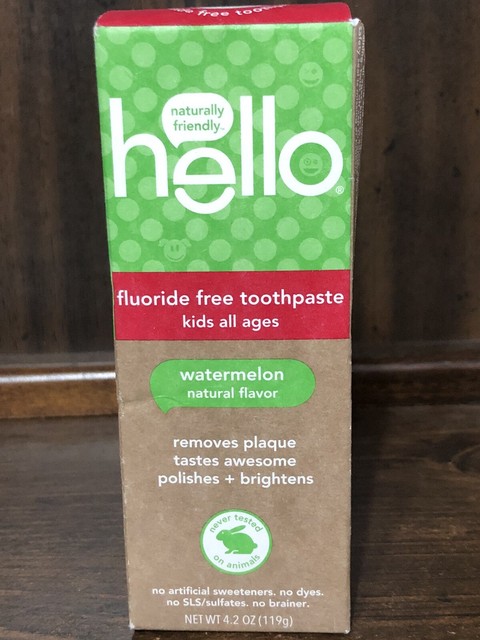 free too
naturally
friendly™
hello®
fluoride free toothpaste
kids all ages
watermelon
natural flavor
removes plaque
tastes awesome
polishes + brightens
never tested
on animals
no artificial sweeteners. no dyes.
no SLS/sulfates. no brainer.
NET WT 4.2 OZ (119g)